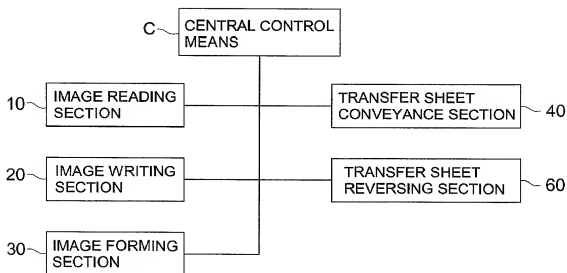 C
CENTRAL CONTROL
MEANS
10
IMAGE READING
SECTION
TRANSFER SHEET
CONVEYANCE SECTION
40
20
IMAGE WRITING
SECTION
TRANSFER SHEET
REVERSING SECTION
60
30
IMAGE FORMING
SECTION